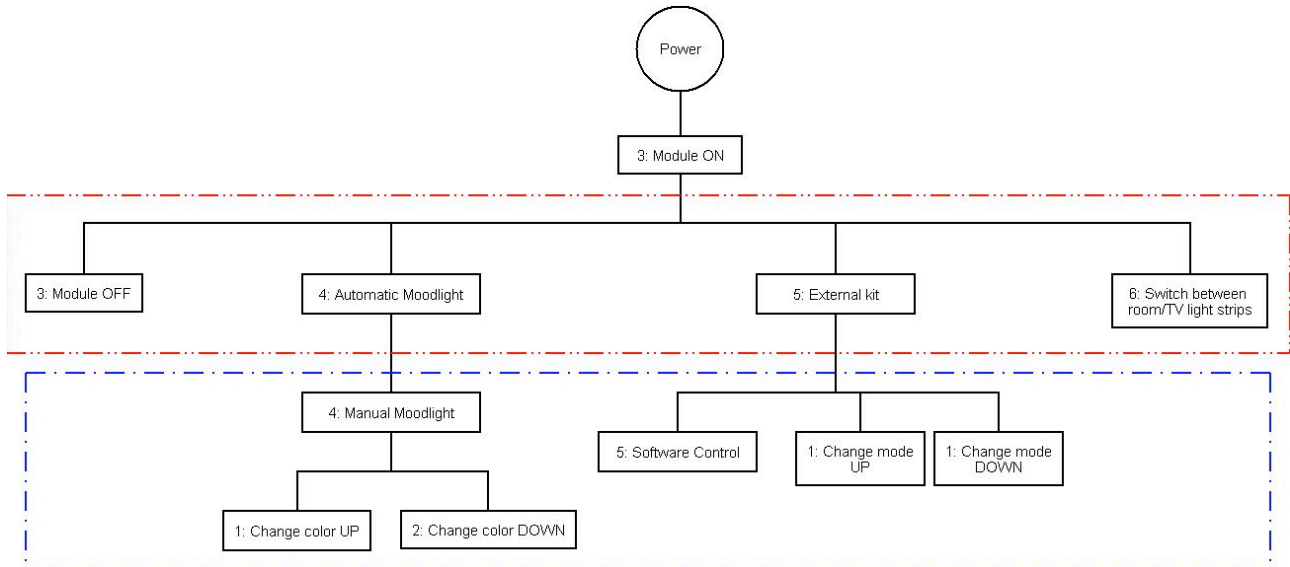 Power
3: Module ON
3: Module OFF
4: Automatic Moodlight
5: External kit
6: Switch between
room/TV light strips
4: Manual Moodlight
5: Software Control
1: Change mode
UP
1: Change mode
DOWN
1: Change color UP
2: Change color DOWN